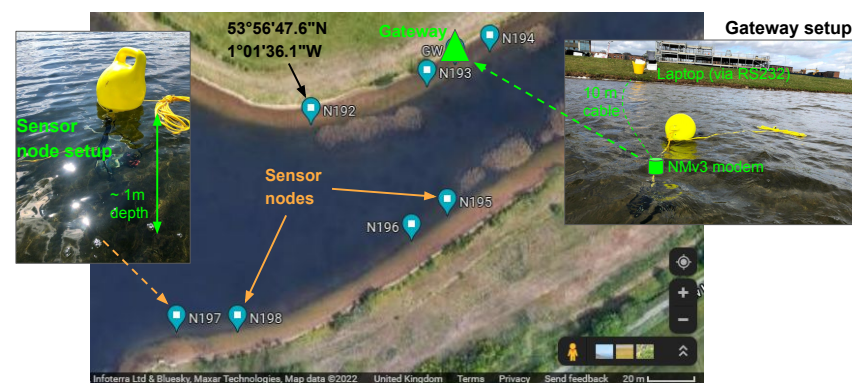 Gateway setup
53°56'47.6"N
1°01'36.1"W
Gateway
GW
N194
N193
N192
Laptop (via RS232)
10 m
cable
NMv3 modem
Sensor
node setup
~ 1m
depth
Sensor
nodes
N195
N196
N197
N198
Infoterra Ltd & Bluesky, Maxar Technologies, Map data ©2022 United Kingdom Terms Privacy Send feedback 20 m